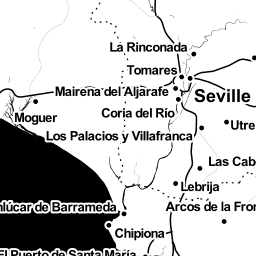 La Rinconada
Tomares
Mairena del Aljarafe
Seville
Coria del Río
Moguer
Utre
Los Palacios y Villafranca
Las Cab
Lebrija
nlúcar de Barrameda
Arcos de la Fron
Chipiona
El Puerto de Santa María